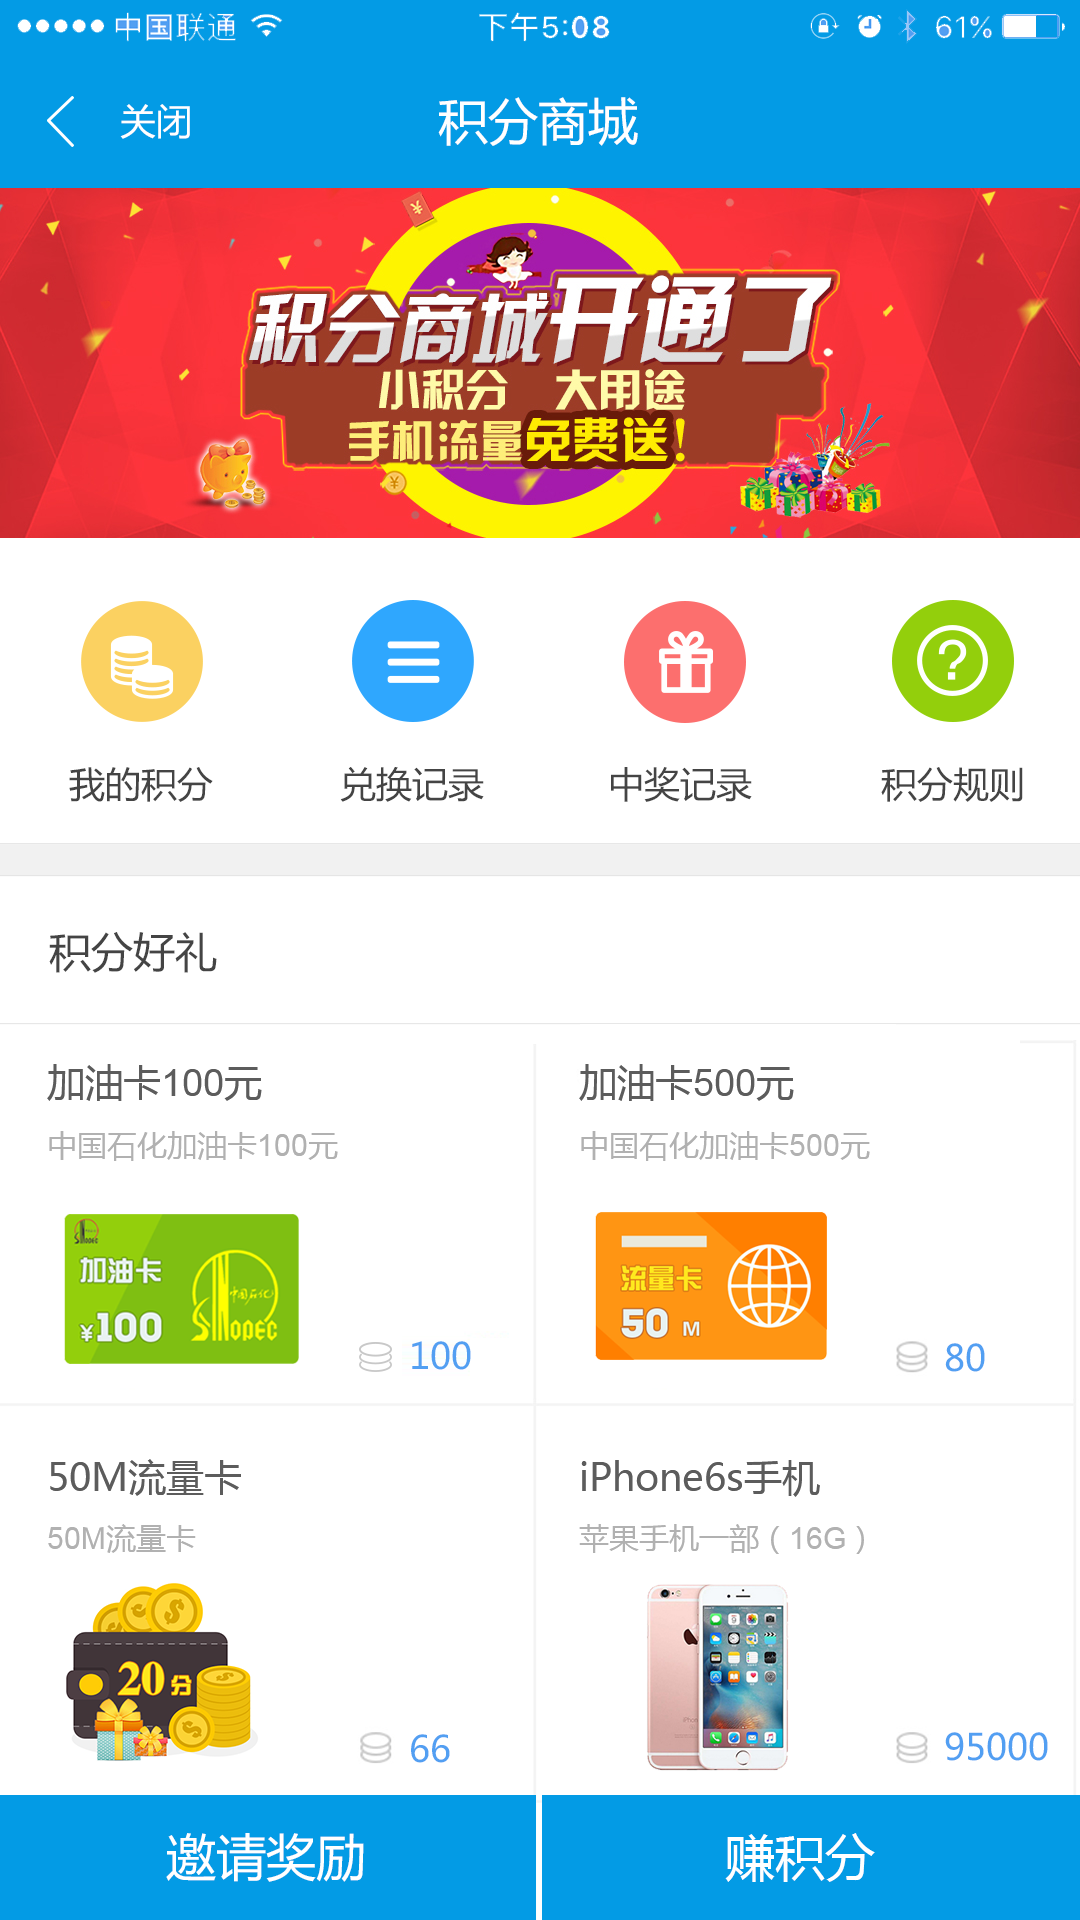 中国联通 下午5:08 61%
关闭 积分商城
积分商城开通了
小积分 大用途
手机流量免费送!
我的积分 兑换记录 中奖记录 积分规则
积分好礼
加油卡100元
中国石化加油卡100元
加油卡
¥100
中国石化
SINOPEC
100
加油卡500元
中国石化加油卡500元
流量卡
50 M
80
50M流量卡
50M流量卡
20分
66
iPhone6s手机
苹果手机一部（16G）
95000
邀请奖励 赚积分